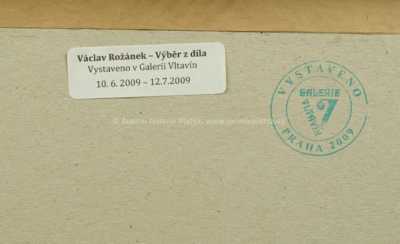 Václav Rožánek – Výběr z díla
Vystaveno v Galerii Vltavín
10. 6. 2009 – 12.7.2009
VYSTAVENO
GALERIE
PRAHA 2009